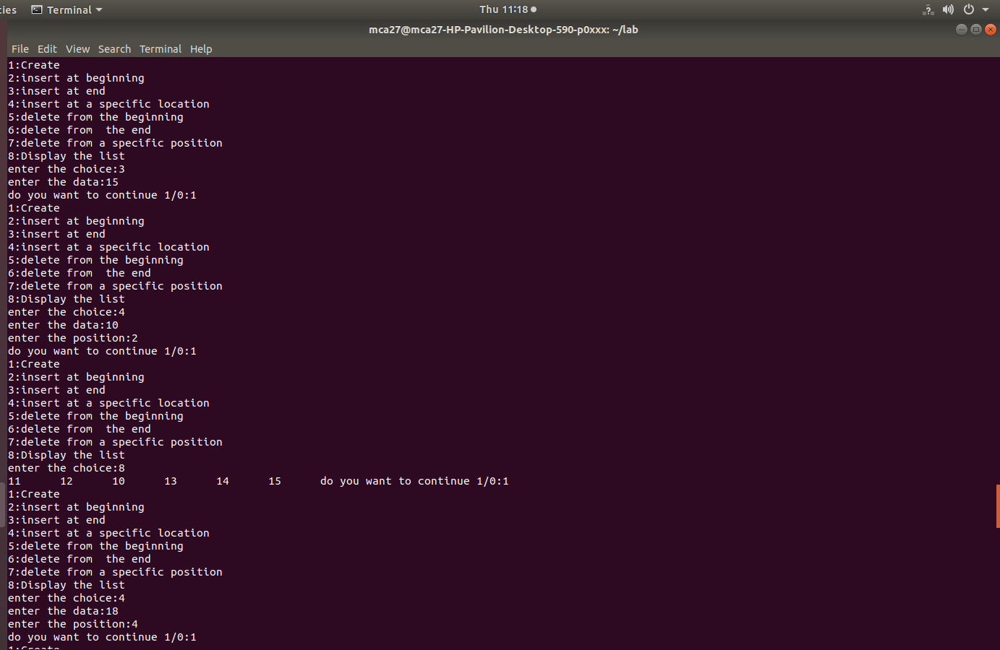 ies Terminal Thu 11:18
mca27@mca27-HP-Pavilion-Desktop-590-p0xxx: ~/lab
File Edit View Search Terminal Help
1:Create
2:insert at beginning
3:insert at end
4:insert at a specific location
5:delete from the beginning
6:delete from  the end
7:delete from a specific position
8:Display the list
enter the choice:3
enter the data:15
do you want to continue 1/0:1
1:Create
2:insert at beginning
3:insert at end
4:insert at a specific location
5:delete from the beginning
6:delete from  the end
7:delete from a specific position
8:Display the list
enter the choice:4
enter the data:10
enter the position:2
do you want to continue 1/0:1
1:Create
2:insert at beginning
3:insert at end
4:insert at a specific location
5:delete from the beginning
6:delete from  the end
7:delete from a specific position
8:Display the list
enter the choice:8
11      12      10      13      14      15      do you want to continue 1/0:1
1:Create
2:insert at beginning
3:insert at end
4:insert at a specific location
5:delete from the beginning
6:delete from  the end
7:delete from a specific position
8:Display the list
enter the choice:4
enter the data:18
enter the position:4
do you want to continue 1/0:1
1:Create